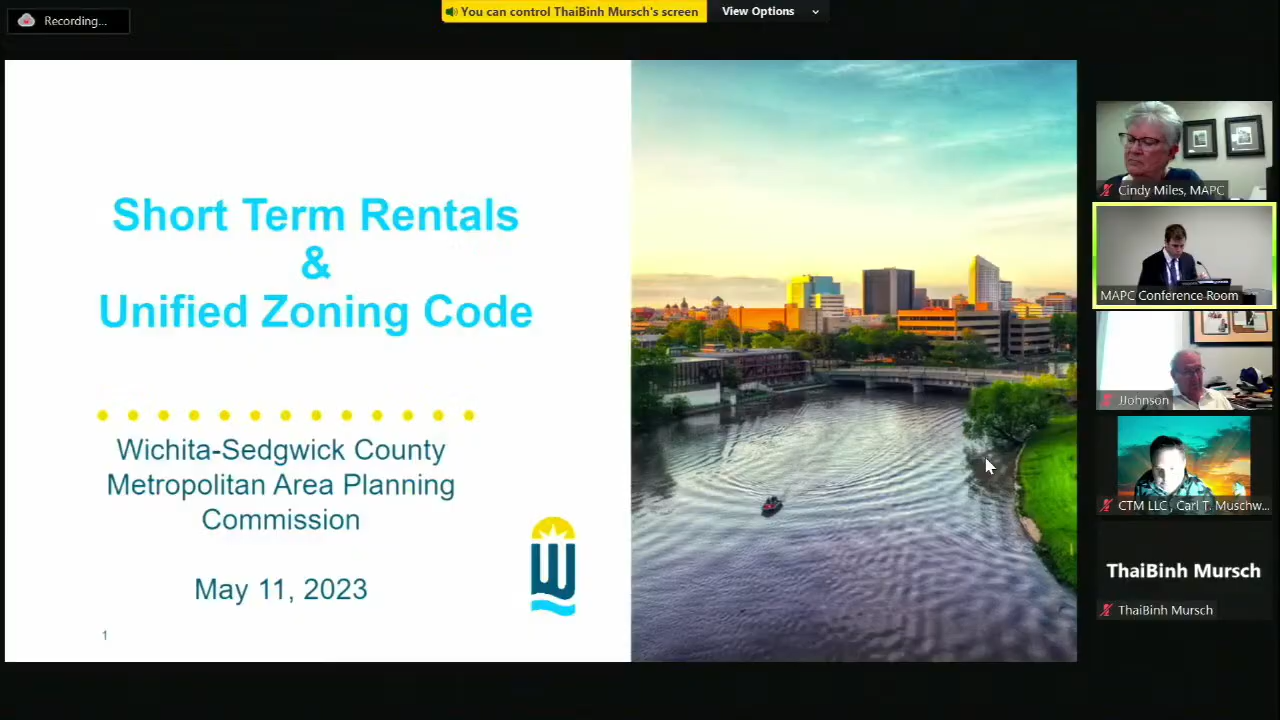 Recording...
You can control ThaiBinh Mursch's screen
View Options
Short Term Rentals
&
Unified Zoning Code
Wichita-Sedgwick County
Metropolitan Area Planning
Commission
May 11, 2023
1
Cindy Miles, MAPC
MAPC Conference Room
JJohnson
CTM LLC, Carl T. Muschw...
ThaiBinh Mursch
ThaiBinh Mursch